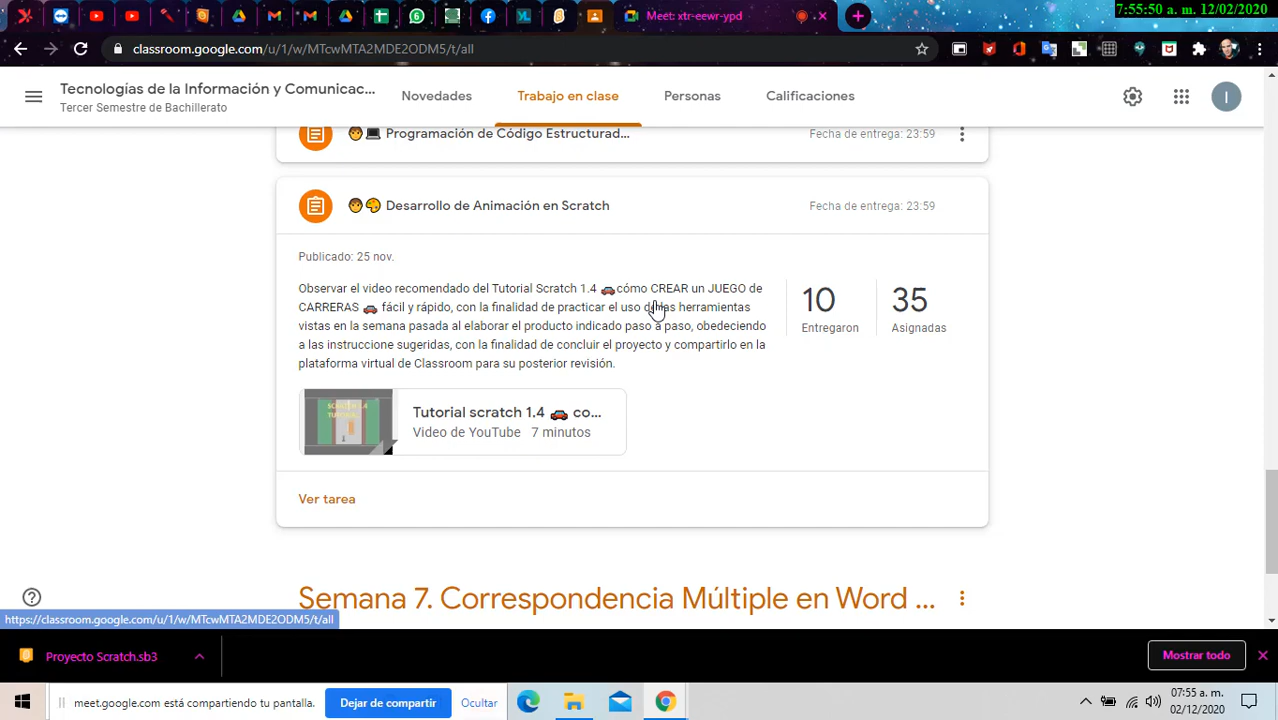 7:55:50 a. m. 12/02/2020
Meet: xtr-eewr-ypd
classroom.google.com/u/1/w/MTcwMTA2MDE2ODM5/t/all
Tecnologías de la Información y Comunicac...
Tercer Semestre de Bachillerato
Novedades
Trabajo en clase
Personas
Calificaciones
I
Programación de Código Estructurad...
Fecha de entrega: 23:59
Desarrollo de Animación en Scratch
Fecha de entrega: 23:59
Publicado: 25 nov.
Observar el video recomendado del Tutorial Scratch 1.4 🚗cómo CREAR un JUEGO de
CARRERAS 🚗 fácil y rápido, con la finalidad de practicar el uso de las herramientas
vistas en la semana pasada al elaborar el producto indicado paso a paso, obedeciendo
a las instruccione sugeridas, con la finalidad de concluir el proyecto y compartirlo en la
plataforma virtual de Classroom para su posterior revisión.
10
Entregaron
35
Asignadas
Tutorial scratch 1.4 🚗 co...
Video de YouTube 7 minutos
Ver tarea
Semana 7. Correspondencia Múltiple en Word ...
https://classroom.google.com/u/1/w/MTcwMTA2MDE2ODM5/t/all
Proyecto Scratch.sb3
Mostrar todo
meet.google.com está compartiendo tu pantalla.
Dejar de compartir
Ocultar
07:55 a. m.
02/12/2020